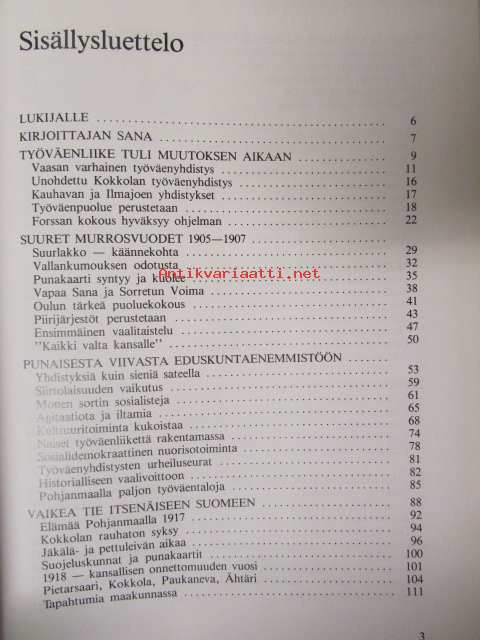 Sisällysluettelo
LUKIJALLE 6
KIRJOITTAJAN SANA 7
TYÖVÄENLIIKE TULI MUUTOKSEN AIKAAN 9
Vaasan varhainen työväenyhdistys 11
Unohdettu Kokkolan työväenyhdistys 16
Kauhavan ja Ilmajoen yhdistykset 17
Työväenpuolue perustetaan 18
Forssan kokous hyväksyy ohjelman 22
SUURET MURROSVUODET 1905—1907 29
Suurlakko — käännekohta 29
Vallankumouksen odotusta 32
Punakaarti syntyy ja kuolee 35
Antikvariaatti.net
Vapaa Sana ja Sorretun Voima 38
Oulun tärkeä puoluekokous 41
Piirijärjestöt perustetaan 43
Ensimmäinen vaalitaistelu 47
"Kaikki valta kansalle" 50
PUNAISESTA VIIVASTA EDUSKUNTAENEMMISTÖÖN 53
Yhdistyksiä kuin sieniä sateella
Siirtolaisuuden vaikutus 59
Monen sortin sosialisteja 61
Agitaatiota ja iltamia 65
Kulttuuritoiminta kukoistaa 68
Naiset työväenliikettä rakentamassa 74
Sosialidemokraattinen nuorisotoiminta 78
Työväenyhdistysten urheiluseurat 81
Historialliseen vaalivoittoon 82
Pohjanmaalla paljon työväentaloja 85
VAIKEA TIE ITSENÄISEEN SUOMEEN 88
Elämää Pohjanmaalla 1917 92
Kokkolan rauhaton syksy 94
Jäkälä- ja pettuleivän aikaa 96
Suojeluskunnat ja punakaartit 100
1918 — kansallisen onnettomuuden vuosi 101
Pietarsaari, Kokkola, Paukaneva, Ähtäri 104
Tapahtumia maakunnassa 111
3